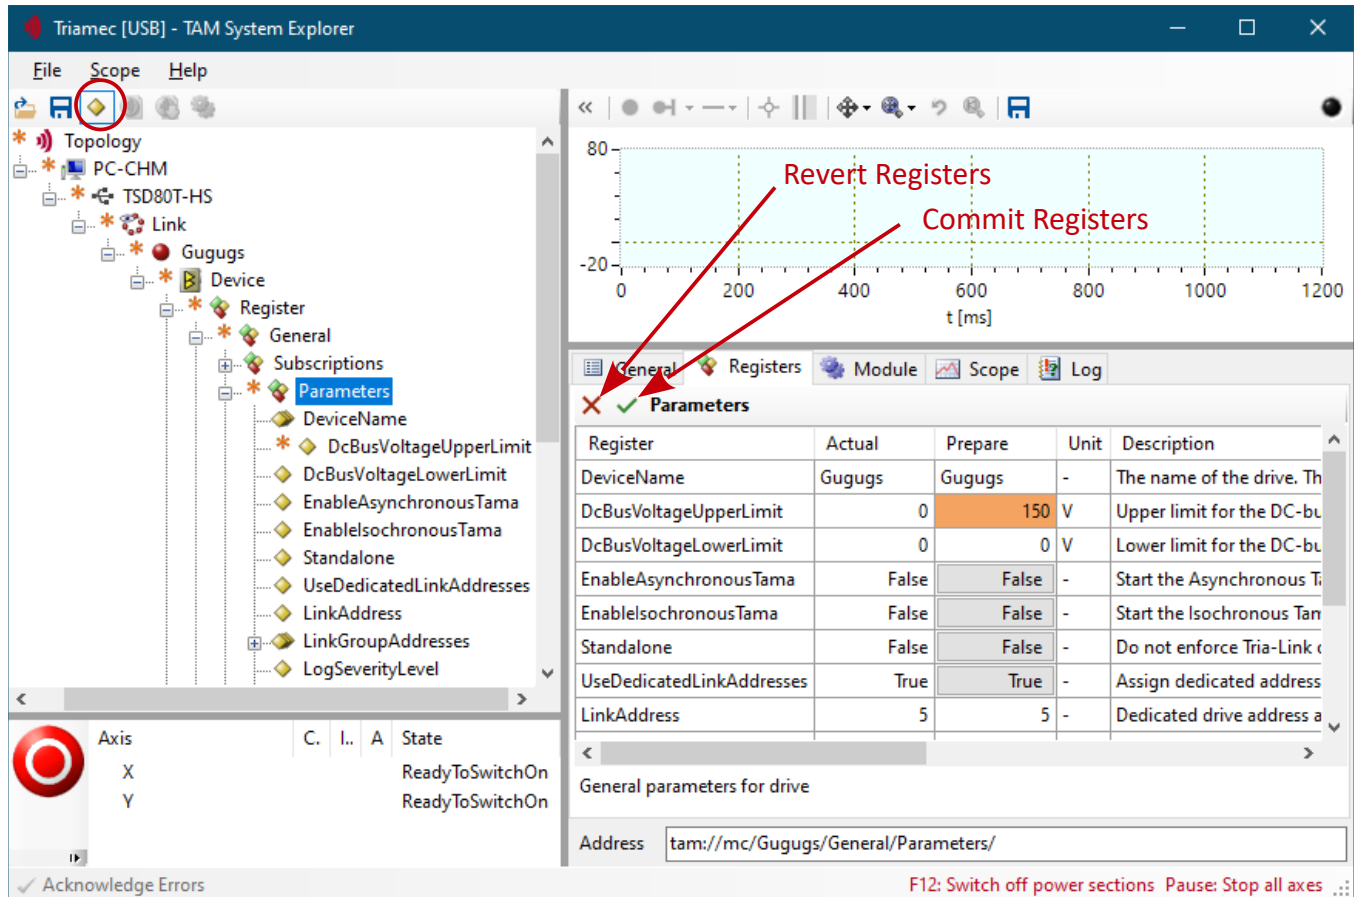 Triamec [USB] - TAM System Explorer
File Scope Help
Topology
PC-CHM
TSD80T-HS
Link
Gugugs
Device
Register
General
Subscriptions
Parameters
DeviceName
DcBusVoltageUpperLimit
DcBusVoltageLowerLimit
EnableAsynchronousTama
EnableIsochronousTama
Standalone
UseDedicatedLinkAddresses
LinkAddress
LinkGroupAddresses
LogSeverityLevel
Axis C. I.. A State
X ReadyToSwitchOn
Y ReadyToSwitchOn
80
Revert Registers
Commit Registers
-20
0 200 400 600 800 1000 1200
t [ms]
General Registers Module Scope Log
Parameters
Register Actual Prepare Unit Description
DeviceName Gugugs Gugugs - The name of the drive. Th
DcBusVoltageUpperLimit 0 150 V Upper limit for the DC-bu
DcBusVoltageLowerLimit 0 0 V Lower limit for the DC-bu
EnableAsynchronousTama False False - Start the Asynchronous Ta
EnableIsochronousTama False False - Start the Isochronous Tam
Standalone False False - Do not enforce Tria-Link c
UseDedicatedLinkAddresses True True - Assign dedicated address
LinkAddress 5 5 - Dedicated drive address a
General parameters for drive
Address tam://mc/Gugugs/General/Parameters/
Acknowledge Errors F12: Switch off power sections Pause: Stop all axes